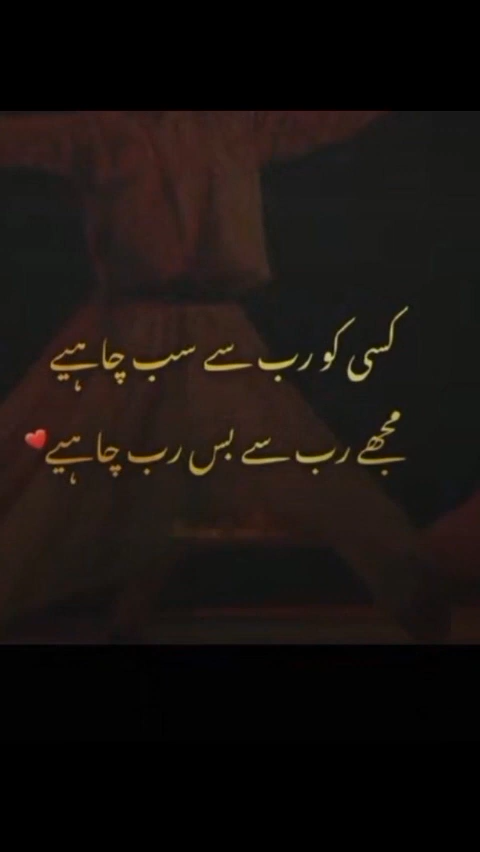 کسی کو رب سے سب چاہیے
مجھے رب سے بس رب چاہیے❤️